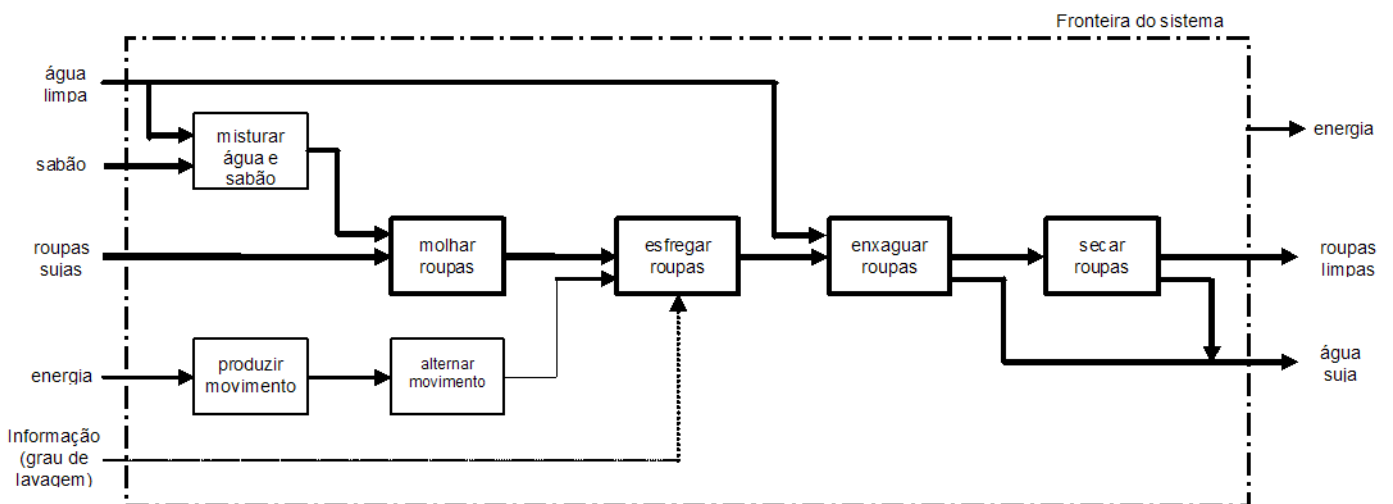 Fronteira do sistema
água
limpa
misturar
água e
sabão
energia
sabão
roupas
sujas
molhar
roupas
esfregar
roupas
enxaguar
roupas
secar
roupas
roupas
limpas
energia
produzir
movimento
alternar
movimento
água
suja
Informação
(grau de
lavagem)